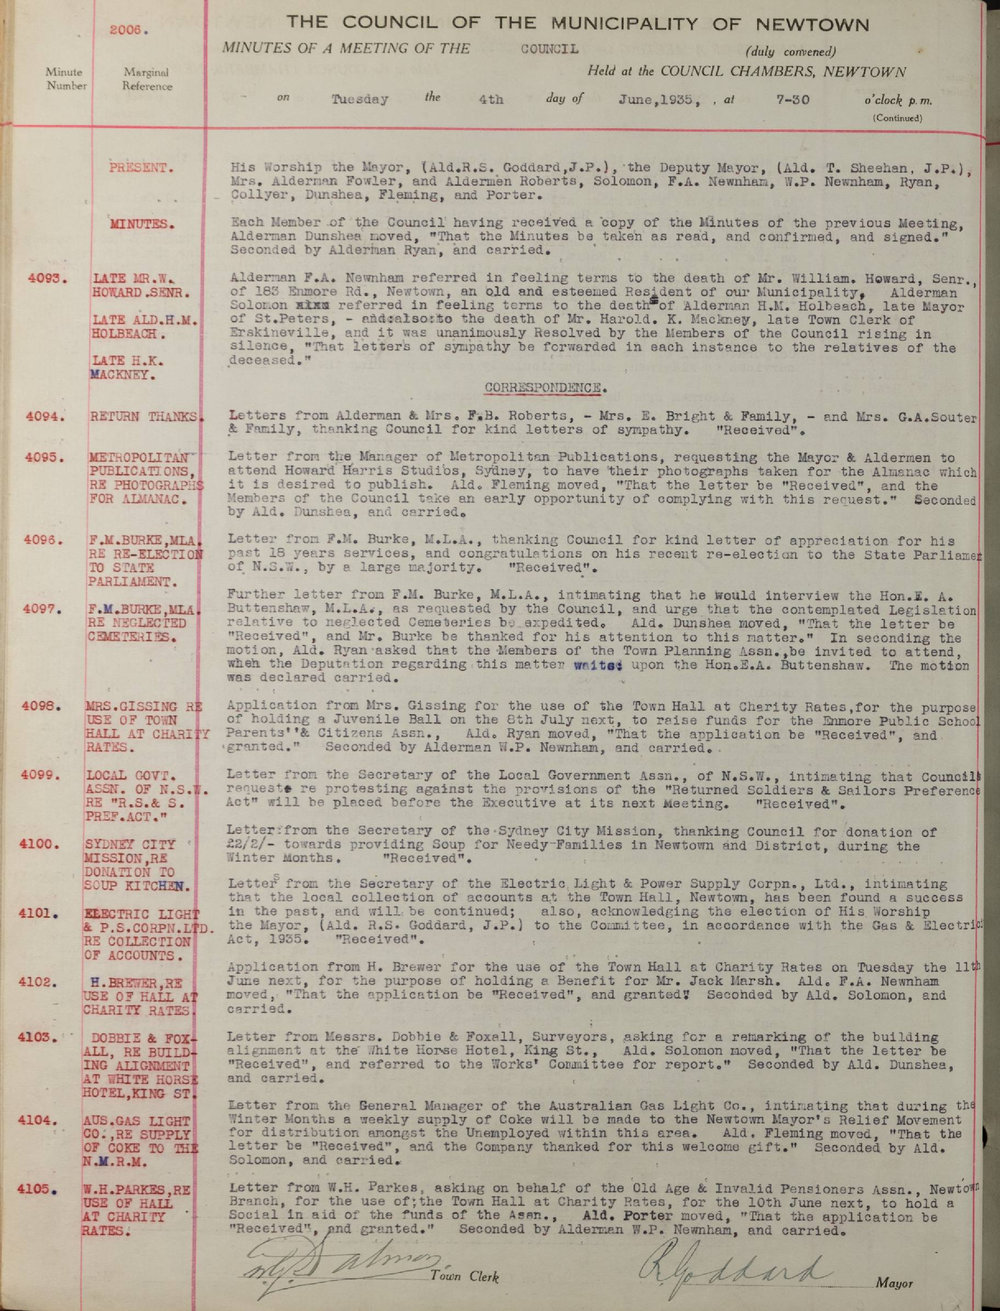 2006.
THE COUNCIL OF THE MUNICIPALITY OF NEWTOWN
MINUTES OF A MEETING OF THE COUNCIL (duly convened)
Held at the COUNCIL CHAMBERS, NEWTOWN
Minute Number
Marginal Reference
on Tuesday the 4th day of June,1935, , at 7-30 o'clock p.m.
(Continued)
PRESENT.
His Worship the Mayor, (Ald.R.S. Goddard,J.P.), the Deputy Mayor, (Ald. T. Sheehan, J.P.),
Mrs. Alderman Fowler, and Aldermen Roberts, Solomon, F.A. Newnham, W.P. Newnham, Ryan,
Collyer, Dunshea, Fleming, and Porter.
MINUTES.
Each Member of the Council having received a copy of the Minutes of the previous Meeting,
Alderman Dunshea moved, "That the Minutes be taken as read, and confirmed, and signed."
Seconded by Alderman Ryan, and carried.
4093.
LATE MR.W.
HOWARD.SENR.
LATE ALD.H.M.
HOLBEACH.
LATE H.K.
MACKNEY.
Alderman F.A. Newnham referred in feeling terms to the death of Mr. William. Howard, Senr.,
of 183 Enmore Rd., Newtown, an old and esteemed Resident of our Municipality, Alderman
Solomon referred in feeling terms to the death of Alderman H.M. Holbeach, late Mayor
of St.Peters, - and also to the death of Mr. Harold. K. Mackney, late Town Clerk of
Erskineville, and it was unanimously Resolved by the Members of the Council rising in
silence, "That letters of sympathy be forwarded in each instance to the relatives of the
deceased."
CORRESPONDENCE.
4094.
RETURN THANKS.
Letters from Alderman & Mrs. F.B. Roberts, - Mrs. E. Bright & Family, - and Mrs. G.A.Souter
& Family, thanking Council for kind letters of sympathy. "Received".
4095.
METROPOLITAN
PUBLICATIONS,
RE PHOTOGRAPHS
FOR ALMANAC.
Letter from the Manager of Metropolitan Publications, requesting the Mayor & Aldermen to
attend Howard Harris Studios, Sydney, to have their photographs taken for the Almanac which
it is desired to publish. Ald. Fleming moved, "That the letter be "Received", and the
Members of the Council take an early opportunity of complying with this request." Seconded
by Ald. Dunshea, and carried.
4096.
F.M.BURKE,MLA.
RE RE-ELECTION
TO STATE
PARLIAMENT.
Letter from F.M. Burke, M.L.A., thanking Council for kind letter of appreciation for his
past 18 years services, and congratulations on his recent re-election to the State Parliament
of N.S.W., by a large majority. "Received".
4097.
F.M.BURKE,MLA.
RE NEGLECTED
CEMETERIES.
Further letter from F.M. Burke, M.L.A., intimating that he would interview the Hon.E. A.
Buttenshaw, M.L.A., as requested by the Council, and urge that the contemplated Legislation
relative to neglected Cemeteries be expedited. Ald. Dunshea moved, "That the letter be
"Received", and Mr. Burke be thanked for his attention to this matter." In seconding the
motion, Ald. Ryan asked that the Members of the Town Planning Assn.,be invited to attend,
when the Deputation regarding this matter waits upon the Hon.E.A. Buttenshaw. The motion
was declared carried.
4098.
MRS.GISSING RE
USE OF TOWN
HALL AT CHARITY
RATES.
Application from Mrs. Gissing for the use of the Town Hall at Charity Rates,for the purpose
of holding a Juvenile Ball on the 8th July next, to raise funds for the Enmore Public School
Parents' & Citizens Assn., Ald. Ryan moved, "That the application be "Received", and
granted." Seconded by Alderman W.P. Newnham, and carried.
4099.
LOCAL GOVT.
ASSN. OF N.S.W.
RE "R.S.& S.
PREF.ACT."
Letter from the Secretary of the Local Government Assn., of N.S.W., intimating that Councils
request re protesting against the provisions of the "Returned Soldiers & Sailors Preference
Act" will be placed before the Executive at its next Meeting. "Received".
4100.
SYDNEY CITY
MISSION,RE
DONATION TO
SOUP KITCHEN.
Letter from the Secretary of the Sydney City Mission, thanking Council for donation of
£2/2/- towards providing Soup for Needy Families in Newtown and District, during the
Winter Months. "Received".
4101.
ELECTRIC LIGHT
& P.S.CORPN.LTD.
RE COLLECTION
OF ACCOUNTS.
Letters from the Secretary of the Electric Light & Power Supply Corpn., Ltd., intimating
that the local collection of accounts at the Town Hall, Newtown, has been found a success
in the past, and will be continued; also, acknowledging the election of His Worship
the Mayor, (Ald. R.S. Goddard, J.P.) to the Committee, in accordance with the Gas & Electric
Act, 1935. "Received".
4102.
H.BREWER,RE
USE OF HALL AT
CHARITY RATES.
Application from H. Brewer for the use of the Town Hall at Charity Rates on Tuesday the 11th
June next, for the purpose of holding a Benefit for Mr. Jack Marsh. Ald. F.A. Newnham
moved, "That the application be "Received", and granted" Seconded by Ald. Solomon, and
carried.
4103.
DOBBIE & FOX-
ALL, RE BUILD-
ING ALIGNMENT
AT WHITE HORSE
HOTEL,KING ST.
Letter from Messrs. Dobbie & Foxall, Surveyors, asking for a remarking of the building
alignment at the White Horse Hotel, King St., Ald. Solomon moved, "That the letter be
"Received", and referred to the Works' Committee for report." Seconded by Ald. Dunshea,
and carried.
4104.
AUS.GAS LIGHT
CO.,RE SUPPLY
OF COKE TO THE
N.M.R.M.
Letter from the General Manager of the Australian Gas Light Co., intimating that during the
Winter Months a weekly supply of Coke will be made to the Newtown Mayor's Relief Movement
for distribution amongst the Unemployed within this area. Ald. Fleming moved, "That the
letter be "Received", and the Company thanked for this welcome gift." Seconded by Ald.
Solomon, and carried.
4105.
W.H.PARKES,RE
USE OF HALL
AT CHARITY
RATES.
Letter from W.H. Parkes, asking on behalf of the Old Age & Invalid Pensioners Assn., Newtown
Branch, for the use of the Town Hall at Charity Rates, for the 10th June next, to hold a
Social in aid of the funds of the Assn., Ald. Porter moved, "That the application be
"Received", and granted." Seconded by Alderman W.P. Newnham, and carried.
Town Clerk
R Goddard
Mayor